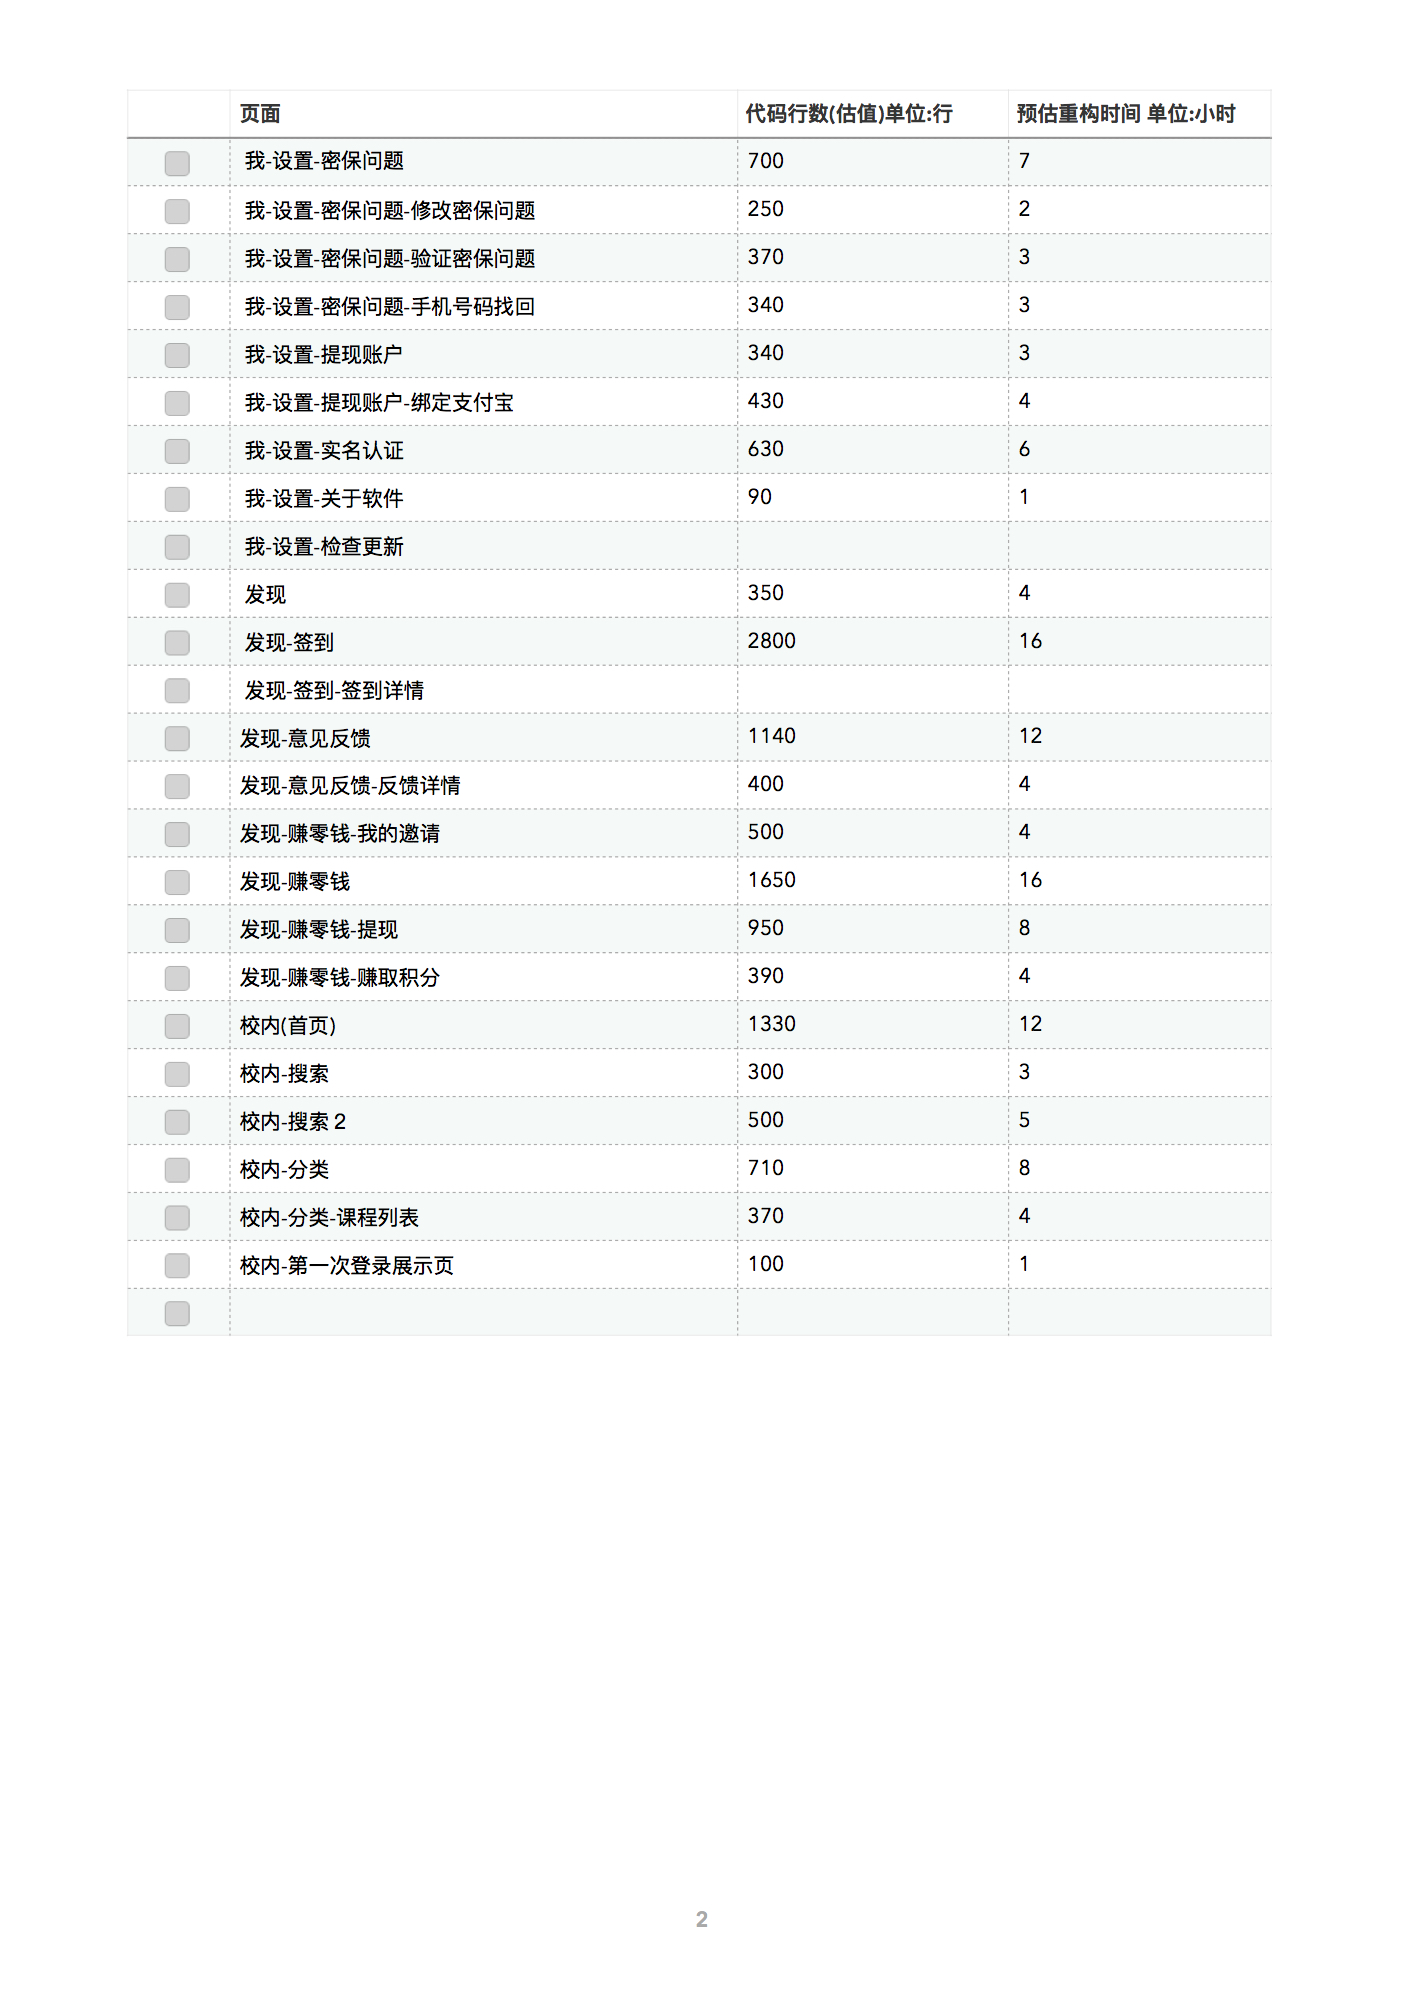 页面 代码行数(估值)单位:行 预估重构时间 单位:小时
我-设置-密保问题 700 7
我-设置-密保问题-修改密保问题 250 2
我-设置-密保问题-验证密保问题 370 3
我-设置-密保问题-手机号码找回 340 3
我-设置-提现账户 340 3
我-设置-提现账户-绑定支付宝 430 4
我-设置-实名认证 630 6
我-设置-关于软件 90 1
我-设置-检查更新
发现 350 4
发现-签到 2800 16
发现-签到-签到详情
发现-意见反馈 1140 12
发现-意见反馈-反馈详情 400 4
发现-赚零钱-我的邀请 500 4
发现-赚零钱 1650 16
发现-赚零钱-提现 950 8
发现-赚零钱-赚取积分 390 4
校内(首页) 1330 12
校内-搜索 300 3
校内-搜索 2 500 5
校内-分类 710 8
校内-分类-课程列表 370 4
校内-第一次登录展示页 100 1
2